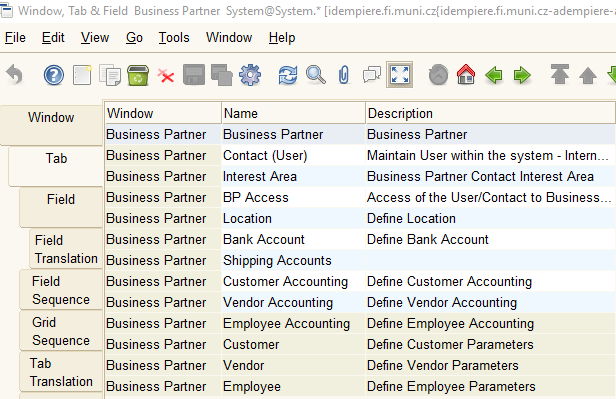 Window, Tab & Field Business Partner System@System.* [idempiere.fi.muni.cz{idempiere.fi.muni.cz-adempiere-a
File Edit View Go Tools Window Help
Window Name Description
Window
Tab
Field
Field
Translation
Field
Sequence
Grid
Sequence
Tab
Translation
Business Partner Business Partner Business Partner
Business Partner Contact (User) Maintain User within the system - Intern...
Business Partner Interest Area Business Partner Contact Interest Area
Business Partner BP Access Access of the User/Contact to Business...
Business Partner Location Define Location
Business Partner Bank Account Define Bank Account
Business Partner Shipping Accounts
Business Partner Customer Accounting Define Customer Accounting
Business Partner Vendor Accounting Define Vendor Accounting
Business Partner Employee Accounting Define Employee Accounting
Business Partner Customer Define Customer Parameters
Business Partner Vendor Define Vendor Parameters
Business Partner Employee Define Employee Parameters